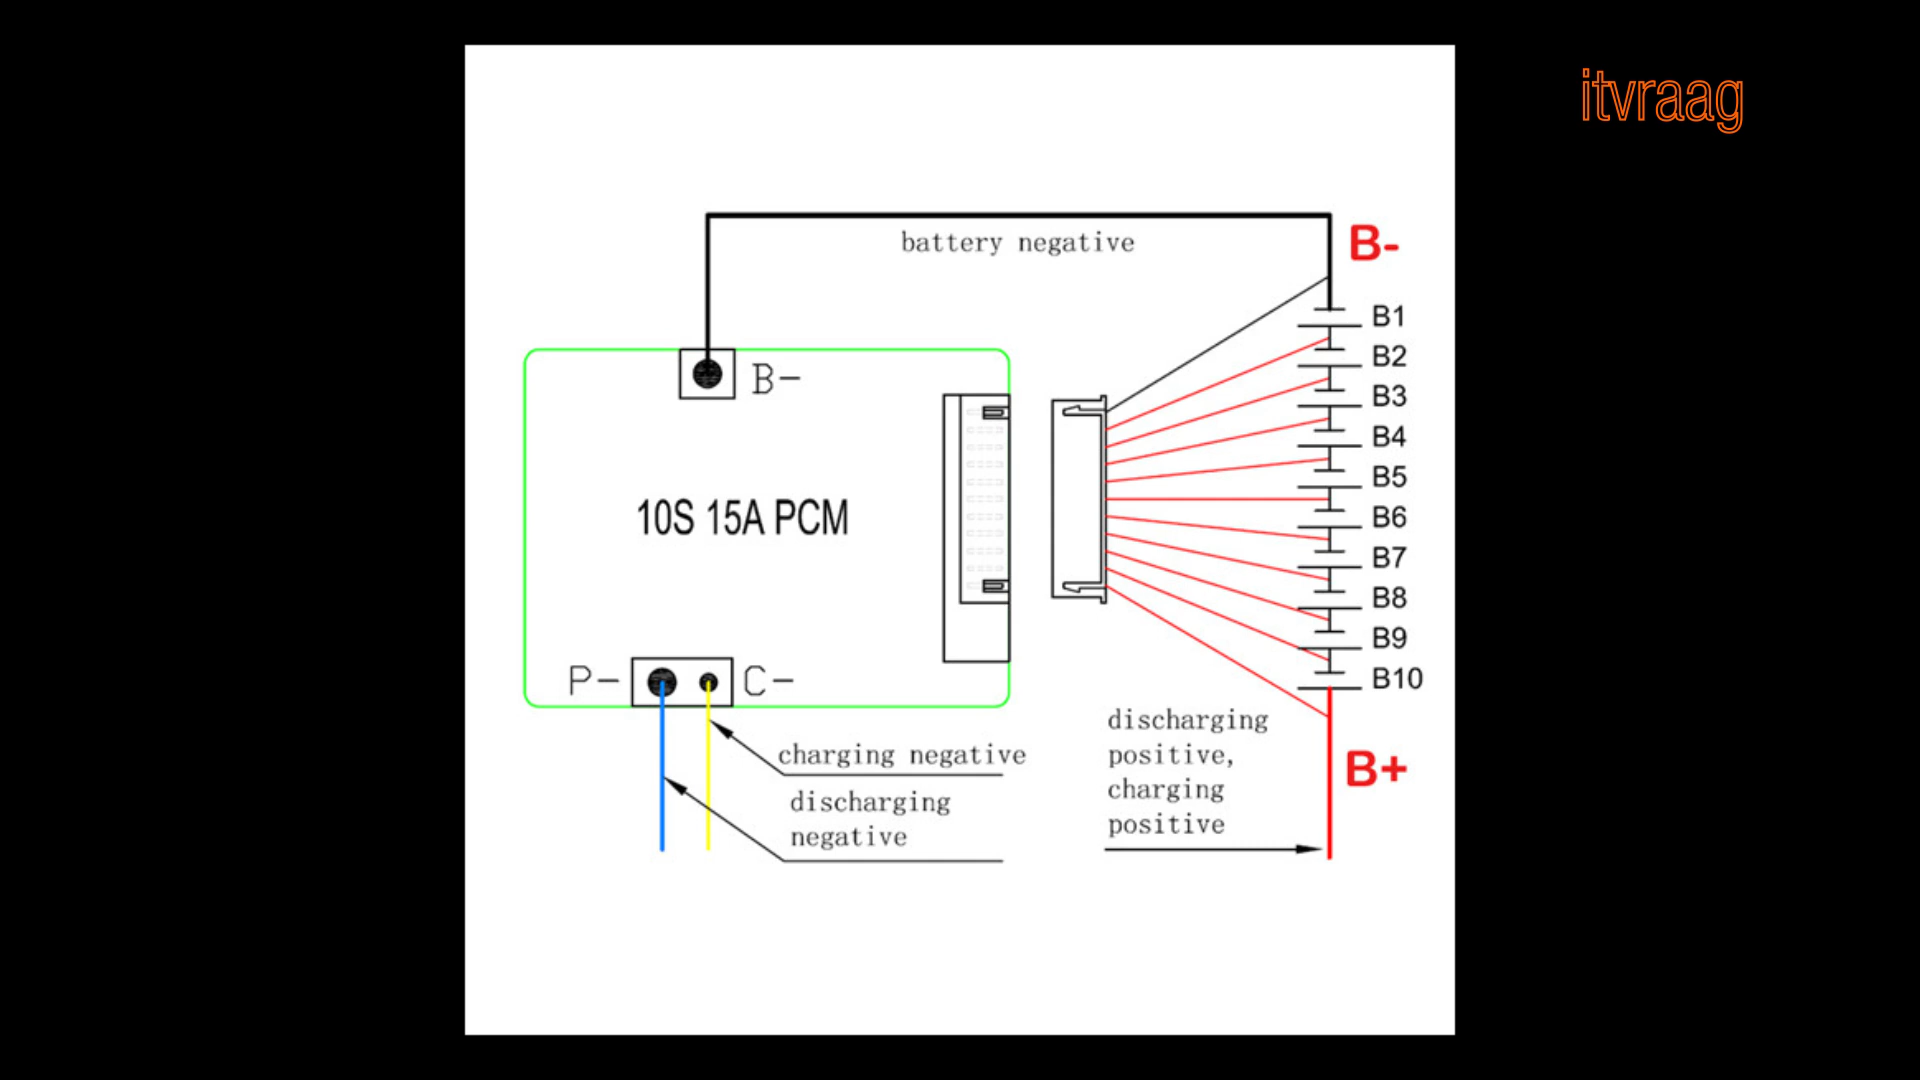 itvraag
battery negative
B-
B1
B2
B3
B4
B5
B6
B7
B8
B9
B10
B-
10S 15A PCM
P-
C-
charging negative
discharging
negative
discharging
positive,
charging
positive
B+